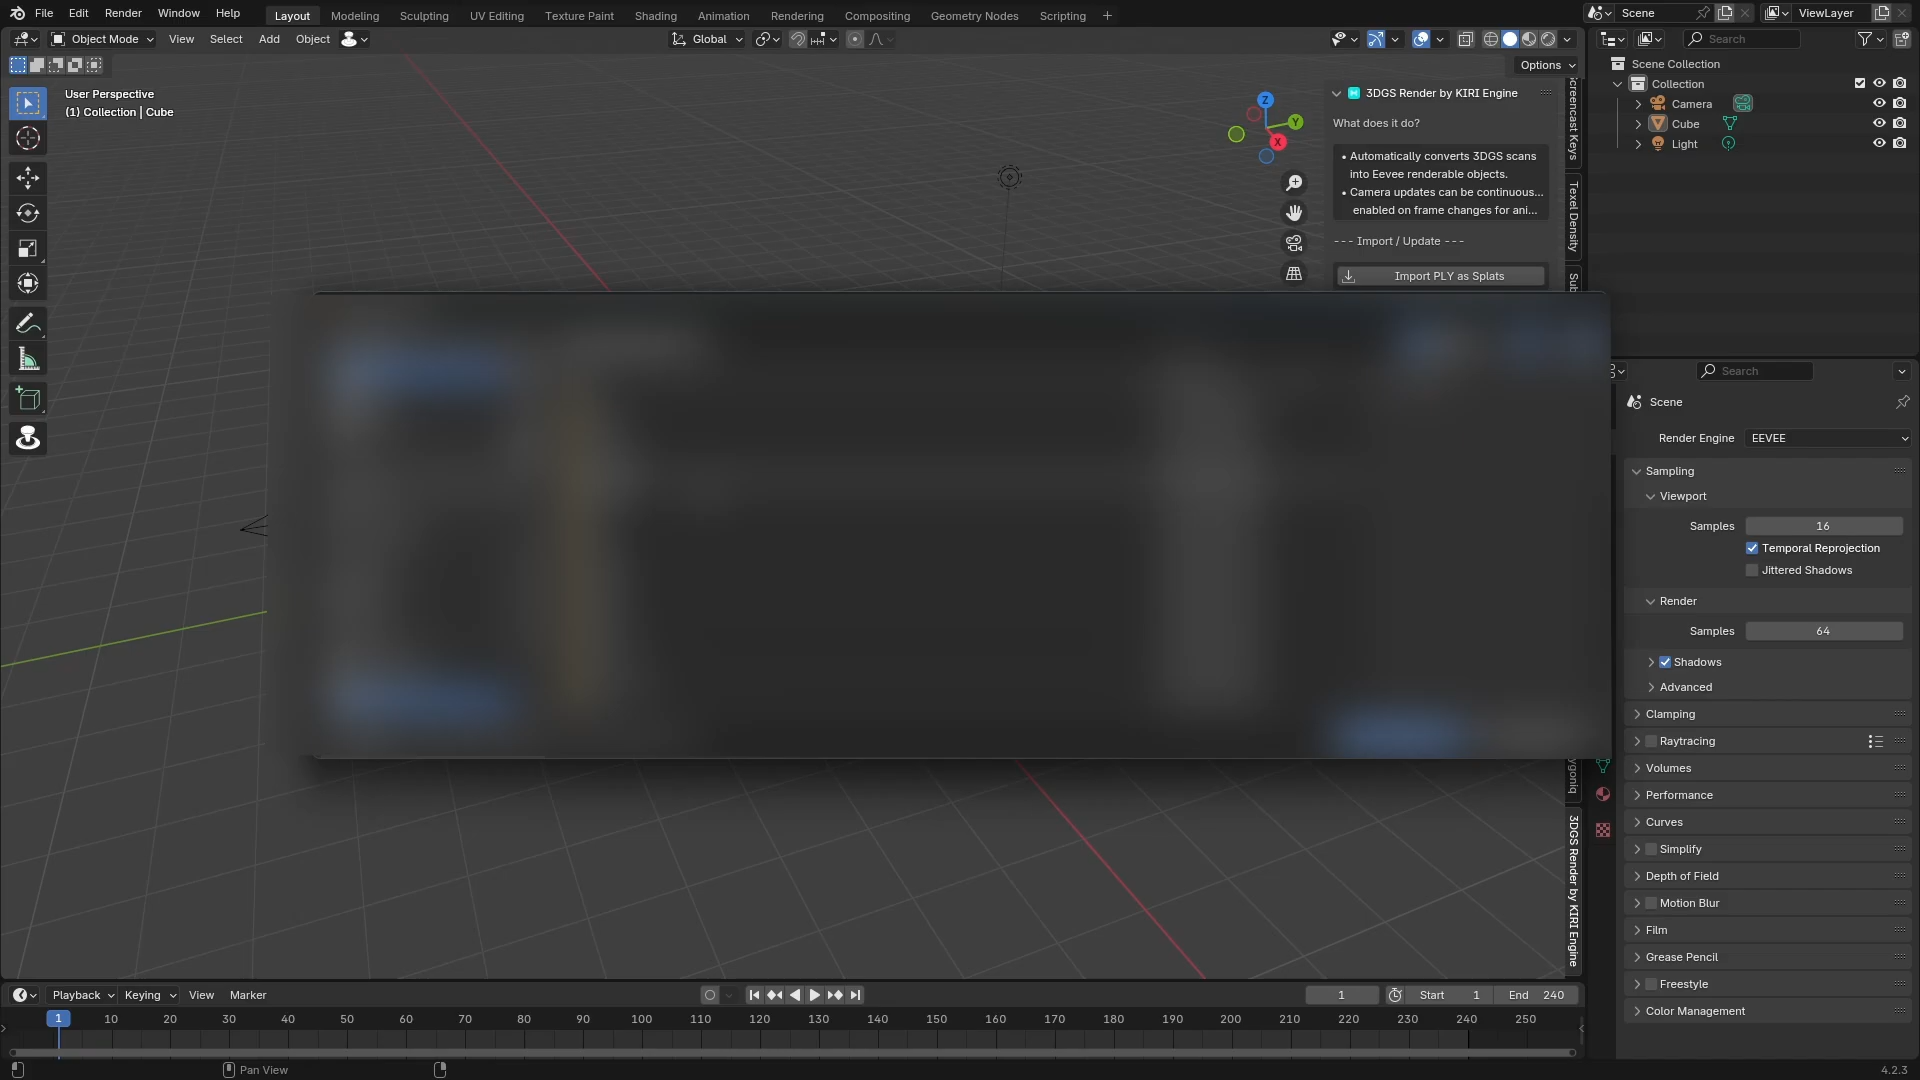 File Edit Render Window Help Layout Modeling Sculpting UV Editing Texture Paint Shading Animation Rendering Compositing Geometry Nodes Scripting + Scene ViewLayer
Object Mode View Select Add Object Global Search
Options
User Perspective
(1) Collection | Cube
Z
Y
X
3DGS Render by KIRI Engine
What does it do?
• Automatically converts 3DGS scans
into Eevee renderable objects.
• Camera updates can be continuous...
enabled on frame changes for ani...
--- Import / Update ---
Import PLY as Splats
Screencast Keys
Texel Density
Sub
ygoniq
3DGS Render by KIRI Engine
Scene Collection
Collection
Camera
Cube
Light
Search
Scene
Render Engine EEVEE
Sampling
Viewport
Samples 16
Temporal Reprojection
Jittered Shadows
Render
Samples 64
Shadows
Advanced
Clamping
Raytracing
Volumes
Performance
Curves
Simplify
Depth of Field
Motion Blur
Film
Grease Pencil
Freestyle
Color Management
Playback Keying View Marker 1 Start 1 End 240
1 10 20 30 40 50 60 70 80 90 100 110 120 130 140 150 160 170 180 190 200 210 220 230 240 250
Pan View
4.2.3